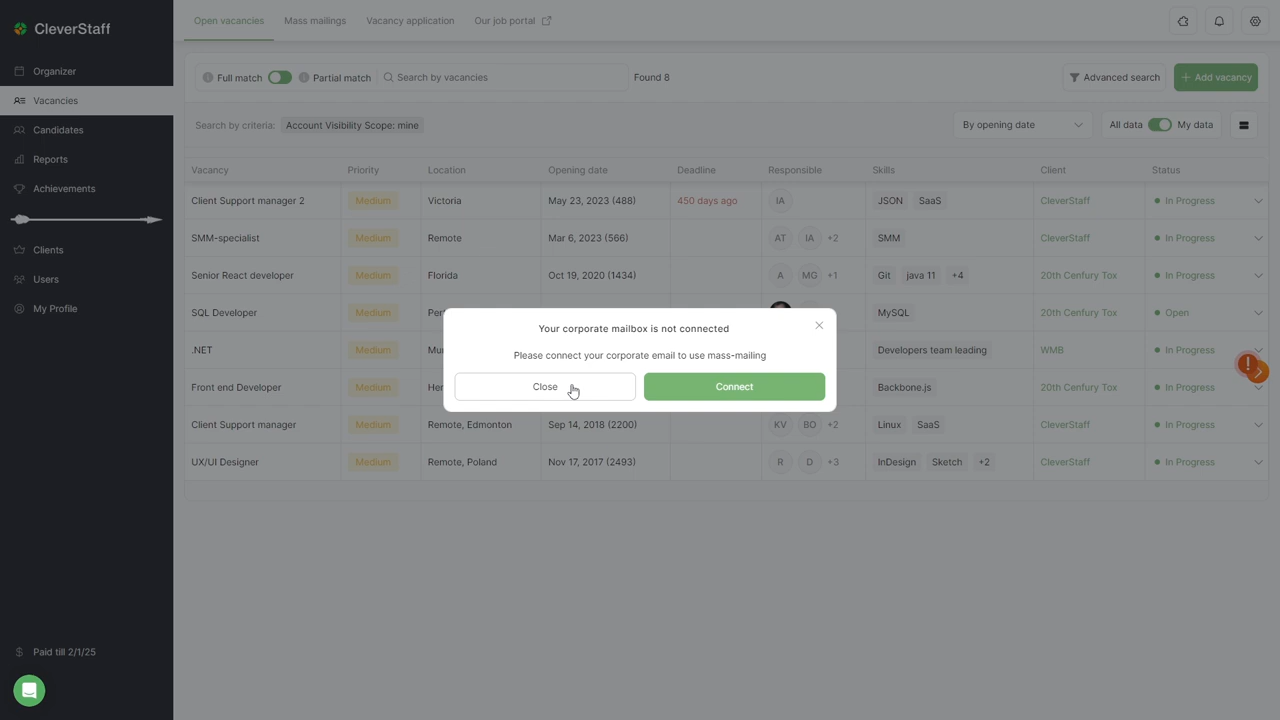 CleverStaff
Open vacancies Mass mailings Vacancy application Our job portal
Organizer
Vacancies
Candidates
Reports
Achievements
Clients
Users
My Profile
Full match Partial match Search by vacancies Found 8 Advanced search + Add vacancy
Search by criteria: Account Visibility Scope: mine By opening date All data My data
Vacancy Priority Location Opening date Deadline Responsible Skills Client Status
Client Support manager 2 Medium Victoria May 23, 2023 (488) 450 days ago IA JSON SaaS CleverStaff In Progress
SMM-specialist Medium Remote Mar 6, 2023 (566) AT IA +2 SMM CleverStaff In Progress
Senior React developer Medium Florida Oct 19, 2020 (1434) A MG +1 Git java 11 +4 20th Century Tox In Progress
SQL Developer Medium MySQL 20th Century Tox Open
.NET Medium Developers team leading WMB In Progress
Front end Developer Medium Backbone.js 20th Century Tox In Progress
Client Support manager Medium Remote, Edmonton Sep 14, 2018 (2200) KV BO +2 Linux SaaS CleverStaff In Progress
UX/UI Designer Medium Remote, Poland Nov 17, 2017 (2493) R D +3 InDesign Sketch +2 CleverStaff In Progress
Your corporate mailbox is not connected
Please connect your corporate email to use mass-mailing
Close Connect
$ Paid till 2/1/25